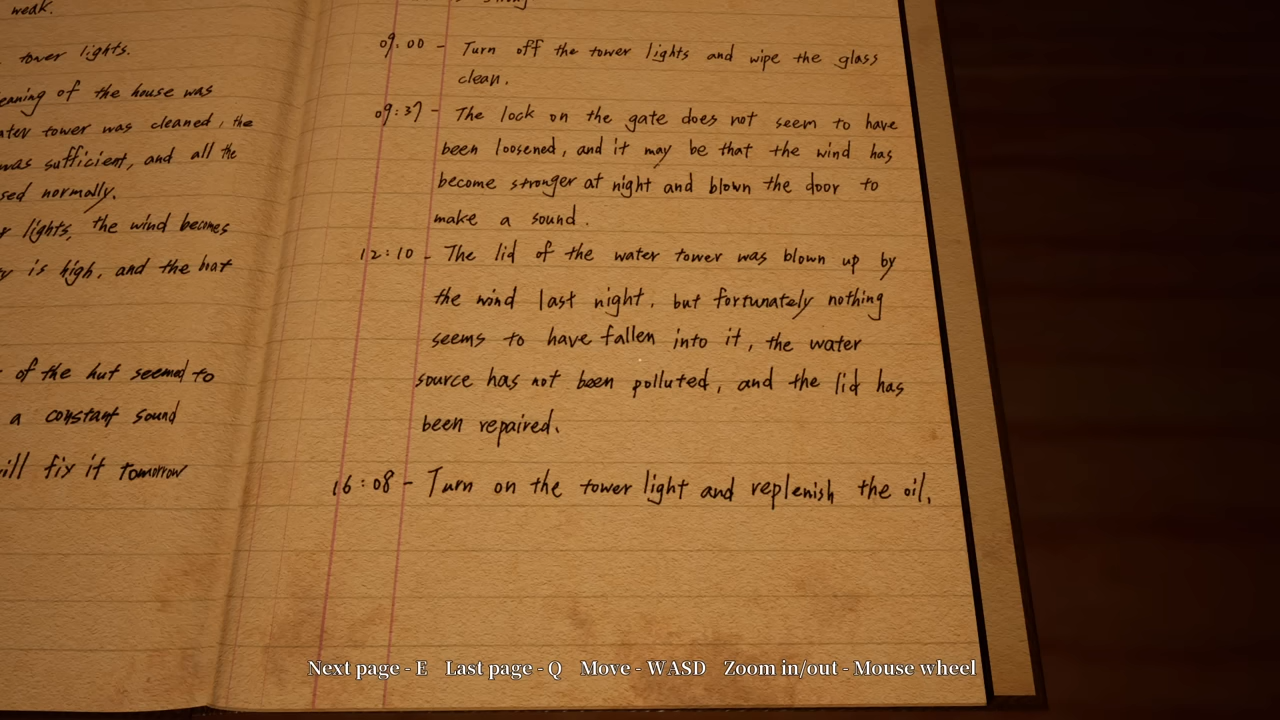 weak.
tower lights.
eaning of the house was
ater tower was cleaned, the
was sufficient, and all the
sed normally.
r lights, the wind becomes
y is high, and the hat
of the hut seemed to
a constant sound
ill fix it tomorrow
09:00 - Turn off the tower lights and wipe the glass
clean.
09:37 - The lock on the gate does not seem to have
been loosened, and it may be that the wind has
become stronger at night and blown the door to
make a sound.
12:10 - The lid of the water tower was blown up by
the wind last night, but fortunately nothing
seems to have fallen into it, the water
source has not been polluted, and the lid has
been repaired.
16:08 - Turn on the tower light and replenish the oil.
Next page - E Last page - Q Move - WASD Zoom in/out - Mouse wheel